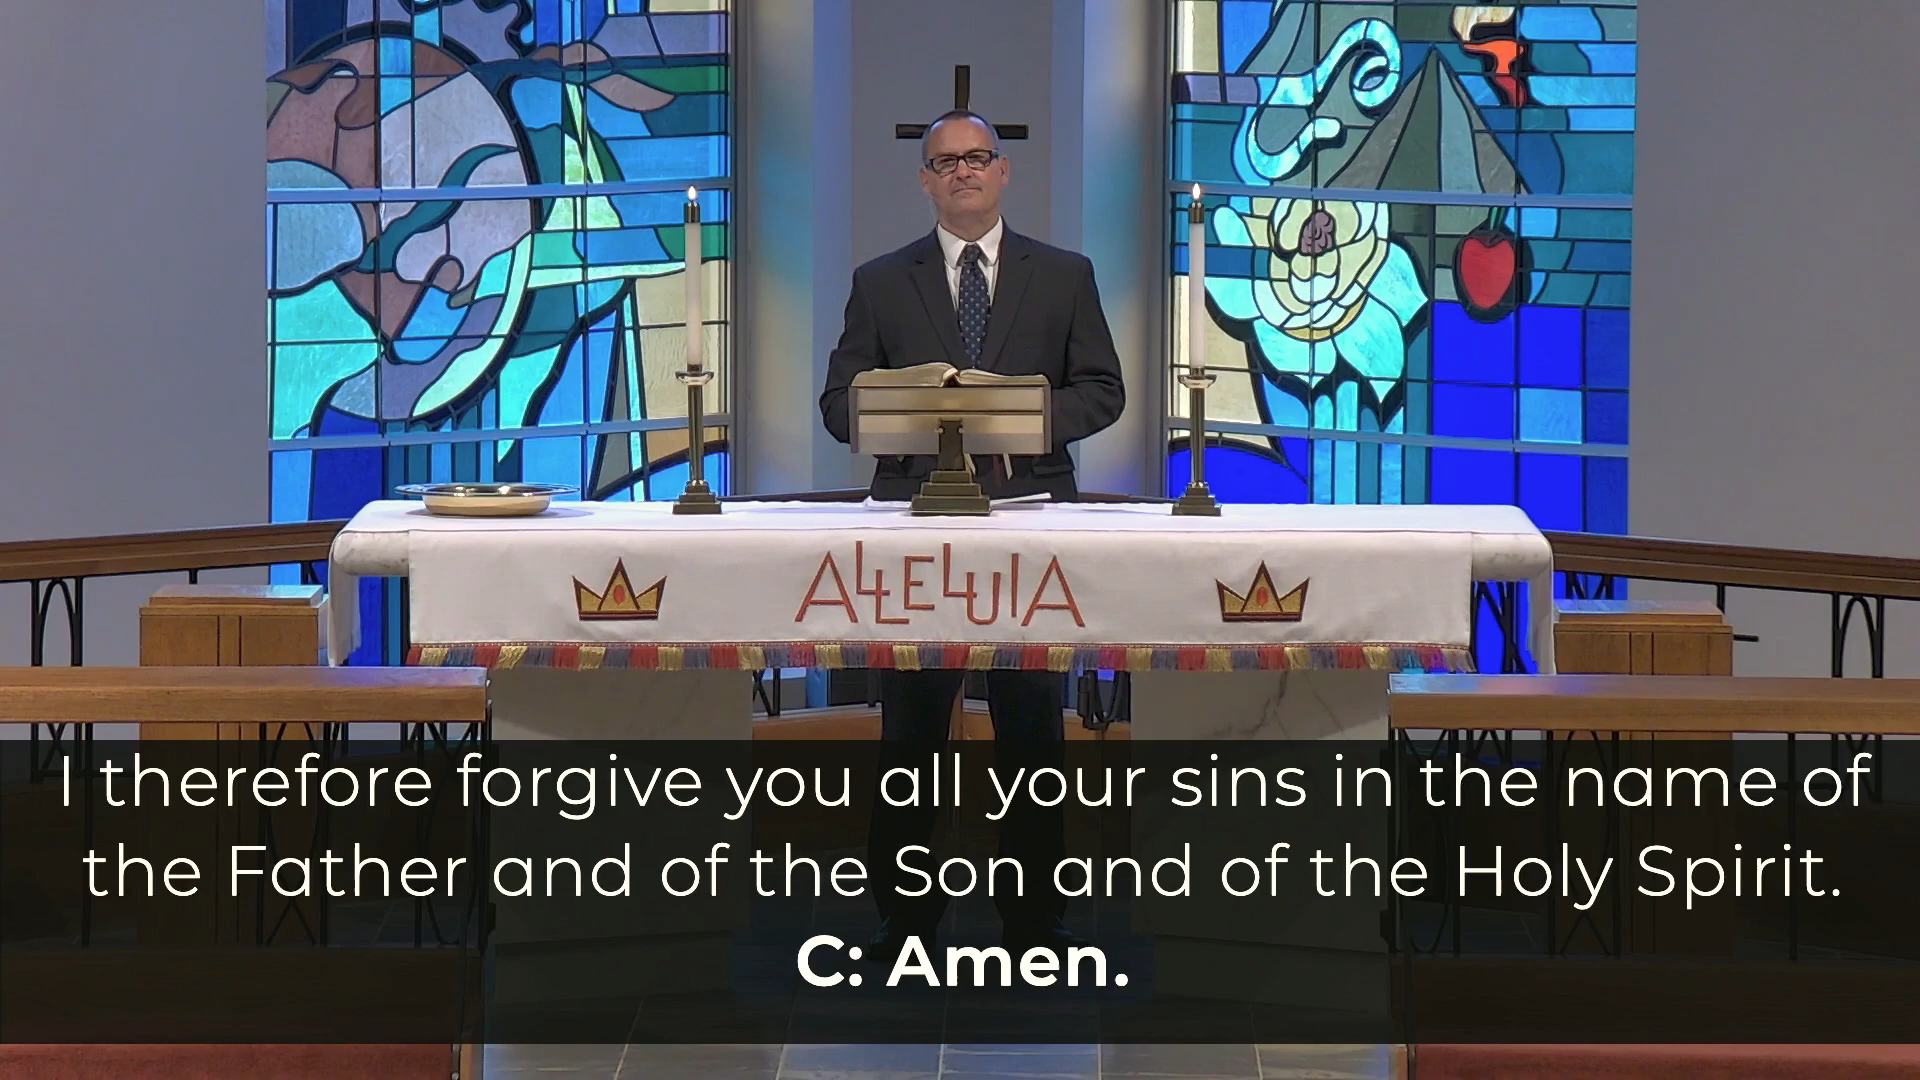 ALLELUIA
I therefore forgive you all your sins in the name of
the Father and of the Son and of the Holy Spirit.
C: Amen.